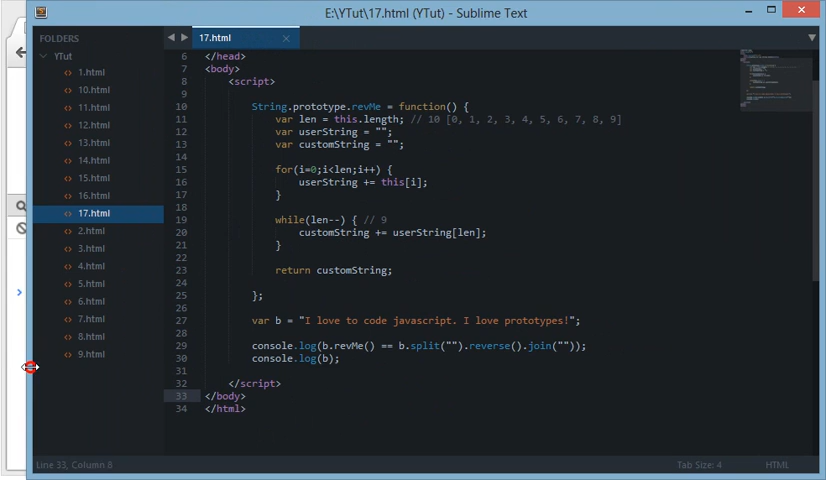 E:\YTut\17.html (YTut) - Sublime Text
FOLDERS
YTut
1.html
10.html
11.html
12.html
13.html
14.html
15.html
16.html
17.html
2.html
3.html
4.html
5.html
6.html
7.html
8.html
9.html
17.html
6 </head>
7 <body>
8 <script>
9
10 String.prototype.revMe = function() {
11 var len = this.length; // 10 [0, 1, 2, 3, 4, 5, 6, 7, 8, 9]
12 var userString = "";
13 var customString = "";
14
15 for(i=0;i<len;i++) {
16 userString += this[i];
17 }
18
19 while(len--) { // 9
20 customString += userString[len];
21 }
22
23 return customString;
24
25 };
26
27 var b = "I love to code javascript. I love prototypes!";
28
29 console.log(b.revMe() == b.split("").reverse().join(""));
30 console.log(b);
31
32 </script>
33 </body>
34 </html>
Line 33, Column 8
Tab Size: 4
HTML